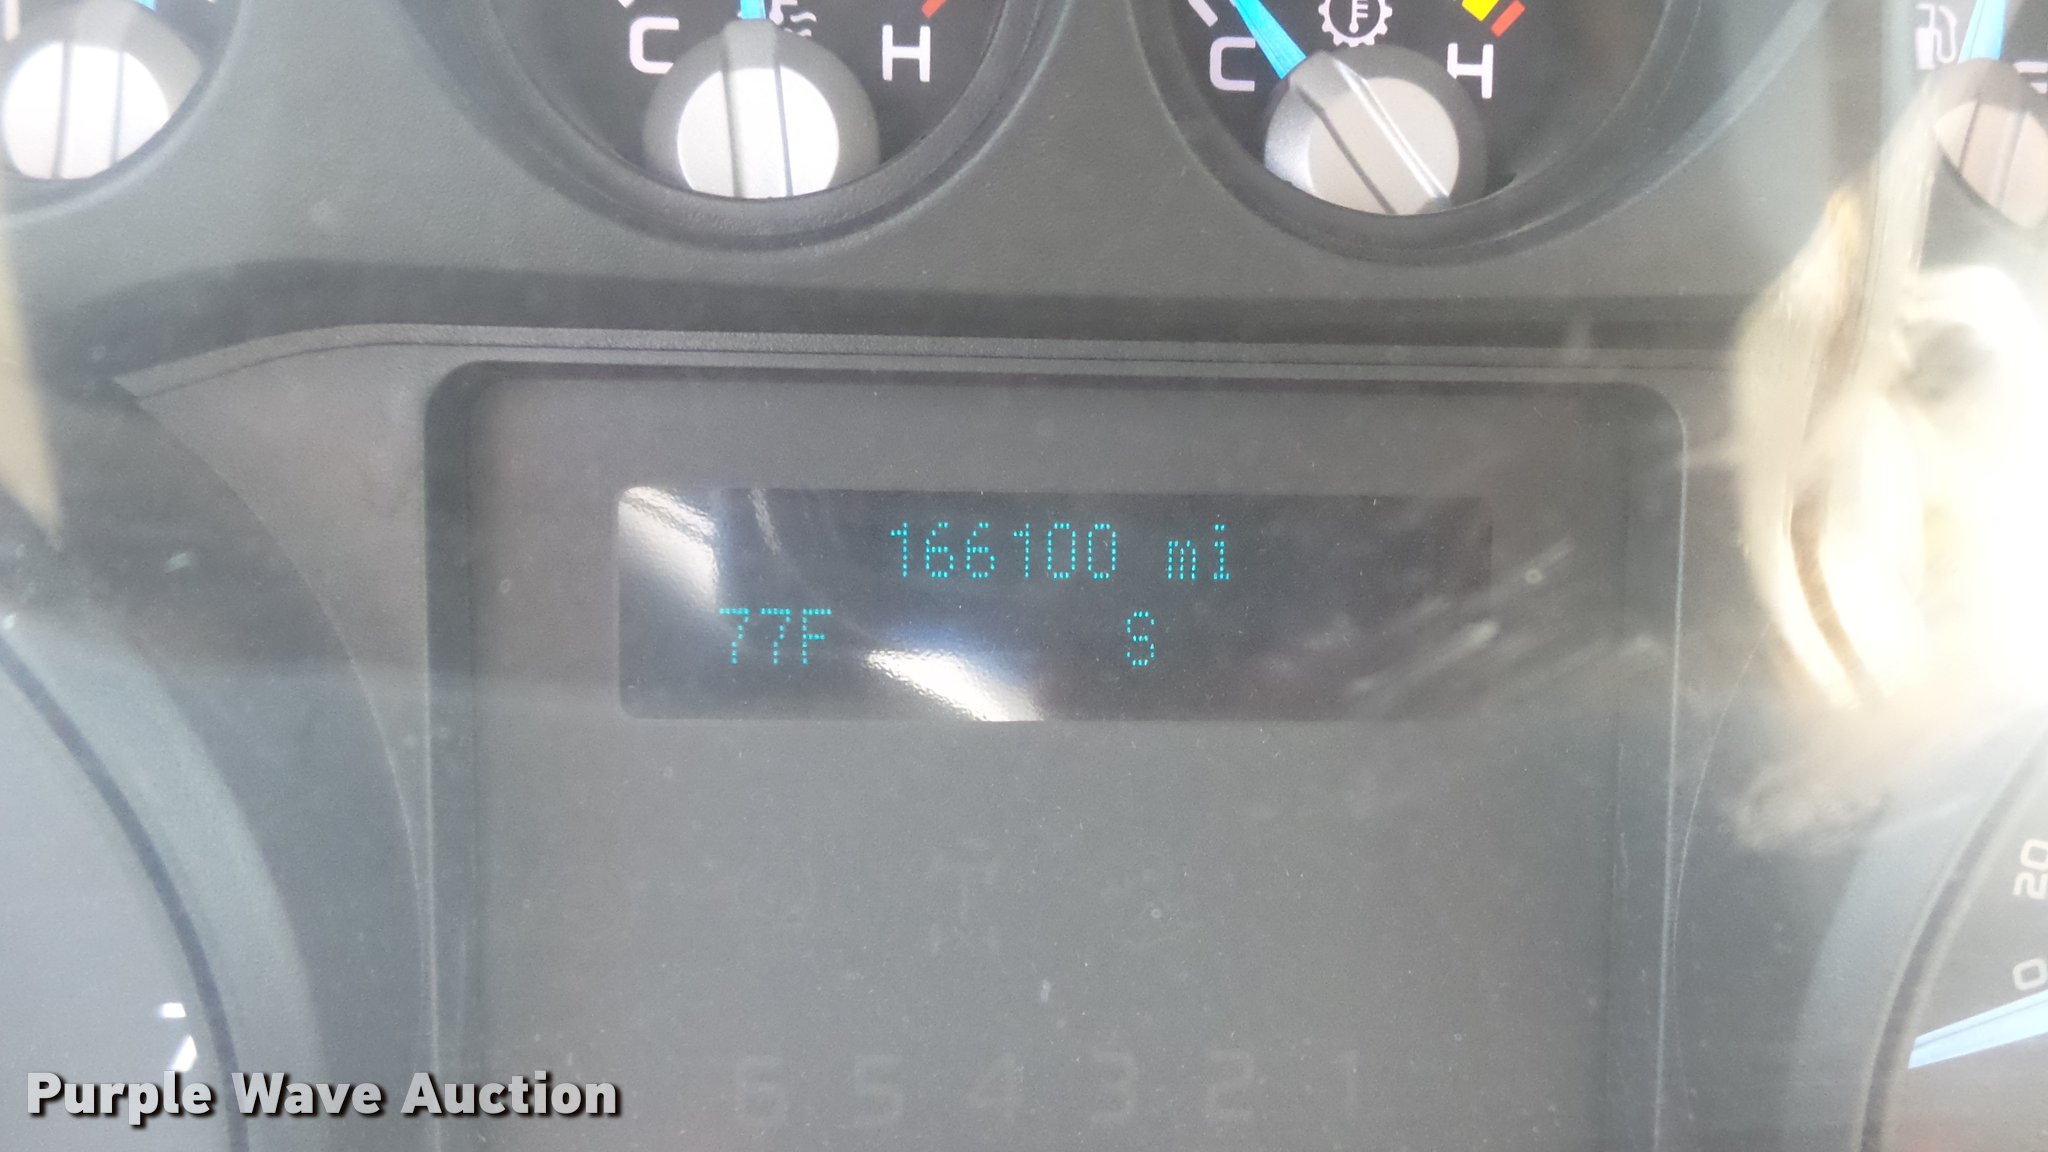 C H
C H
166100 mi
77F S
20
0
6 5 4 3 2 1
Purple Wave Auction